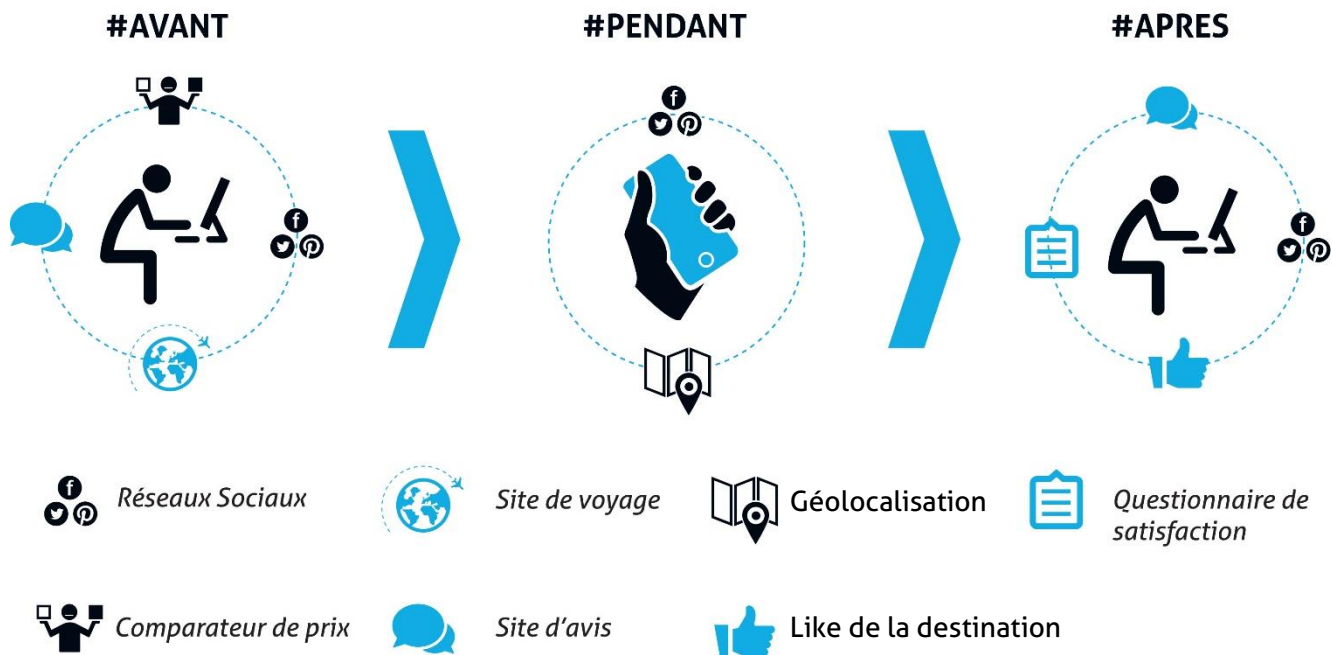 #AVANT
#PENDANT
#APRES
Réseaux Sociaux
Site de voyage
Géolocalisation
Questionnaire de
satisfaction
Comparateur de prix
Site d'avis
Like de la destination